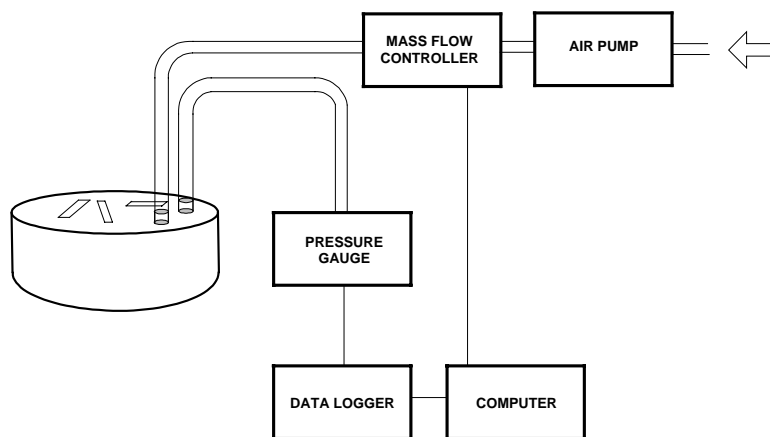 MASS FLOW
CONTROLLER
AIR PUMP
PRESSURE
GAUGE
DATA LOGGER
COMPUTER